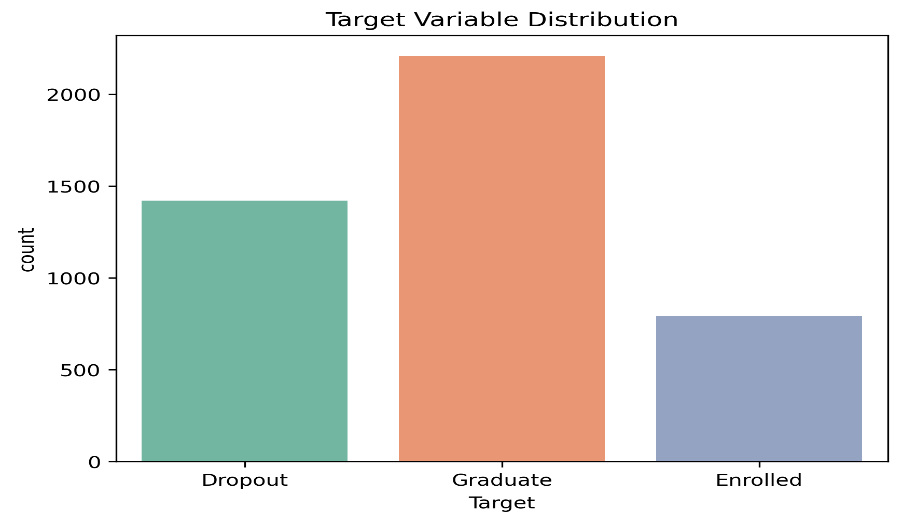 Target Variable Distribution
count
2000
1500
1000
500
0
Dropout Graduate Enrolled
Target